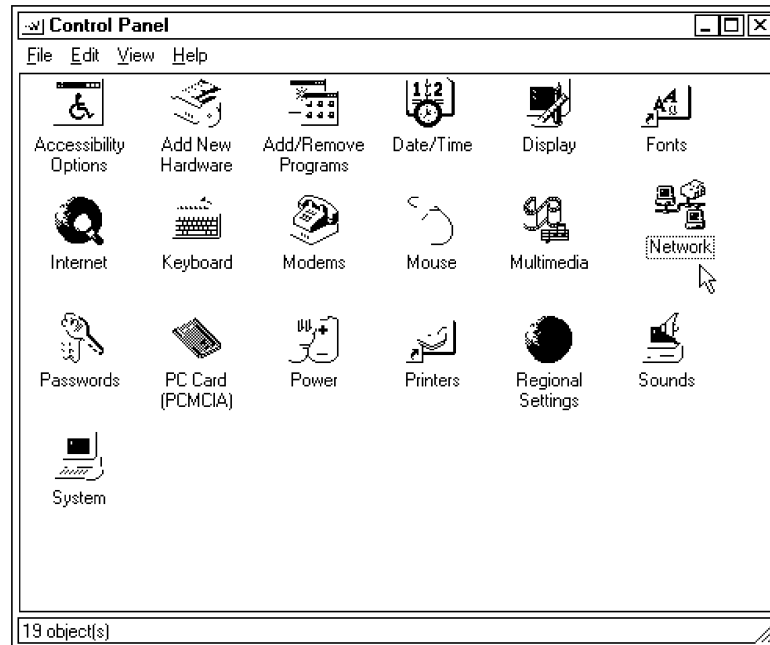 Control Panel
File Edit View Help
Accessibility Options
Add New Hardware
Add/Remove Programs
Date/Time
Display
Fonts
Internet
Keyboard
Modems
Mouse
Multimedia
Network
Passwords
PC Card (PCMCIA)
Power
Printers
Regional Settings
Sounds
System
19 object(s)